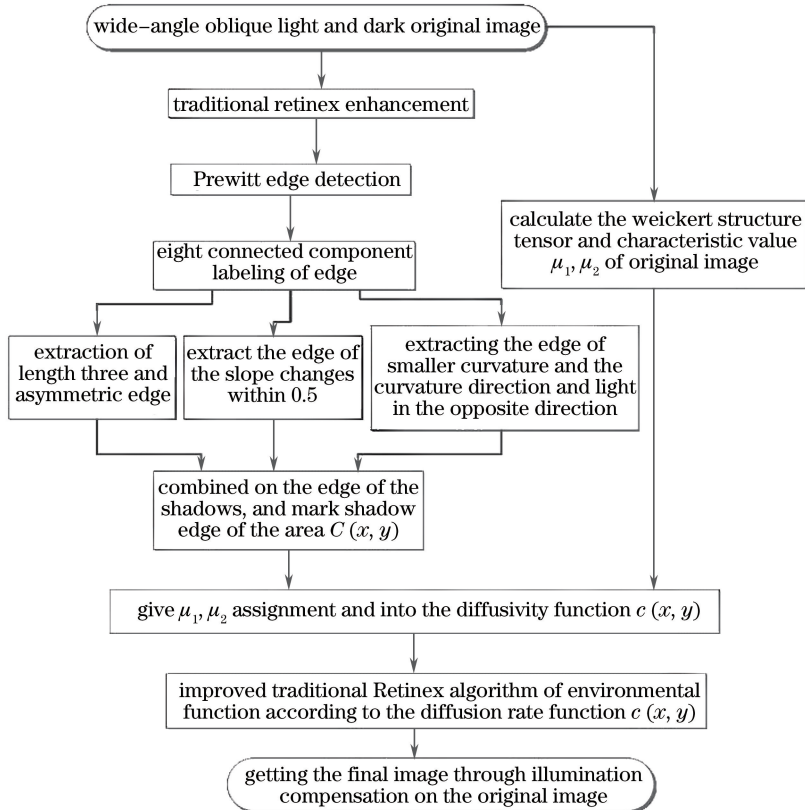 wide–angle oblique light and dark original image
traditional retinex enhancement
Prewitt edge detection
calculate the weickert structure
tensor and characteristic value
μ₁, μ₂ of original image
eight connected component
labeling of edge
extraction of
length three and
asymmetric edge
extract the edge of
the slope changes
within 0.5
extracting the edge of
smaller curvature and the
curvature direction and light
in the opposite direction
combined on the edge of the
shadows, and mark shadow
edge of the area C (x, y)
give μ₁, μ₂ assignment and into the diffusivity function c (x, y)
improved traditional Retinex algorithm of environmental
function according to the diffusion rate function c (x, y)
getting the final image through illumination
compensation on the original image